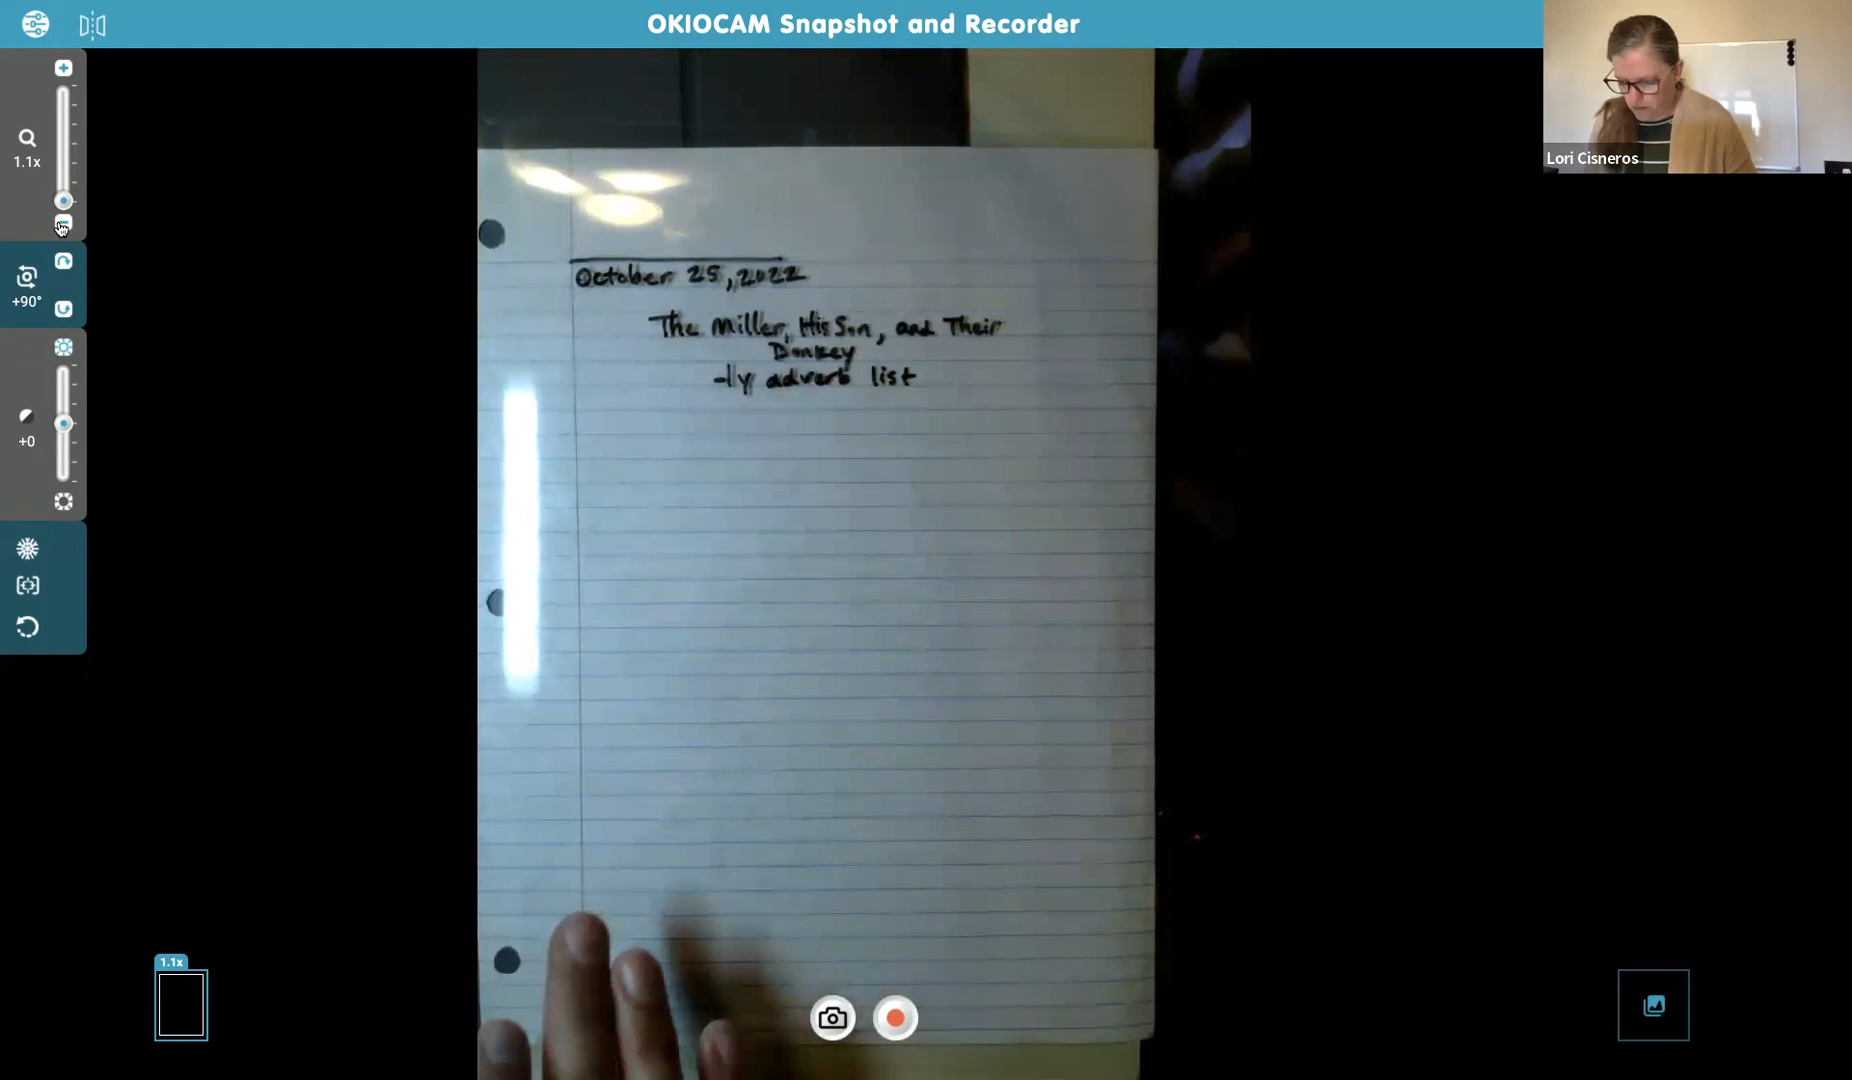 OKIOCAM Snapshot and Recorder
Lori Cisneros
1.1x
+90°
+0
October 25, 2022
The Miller, His Son, and Their
Donkey
-ly adverb list
1.1x